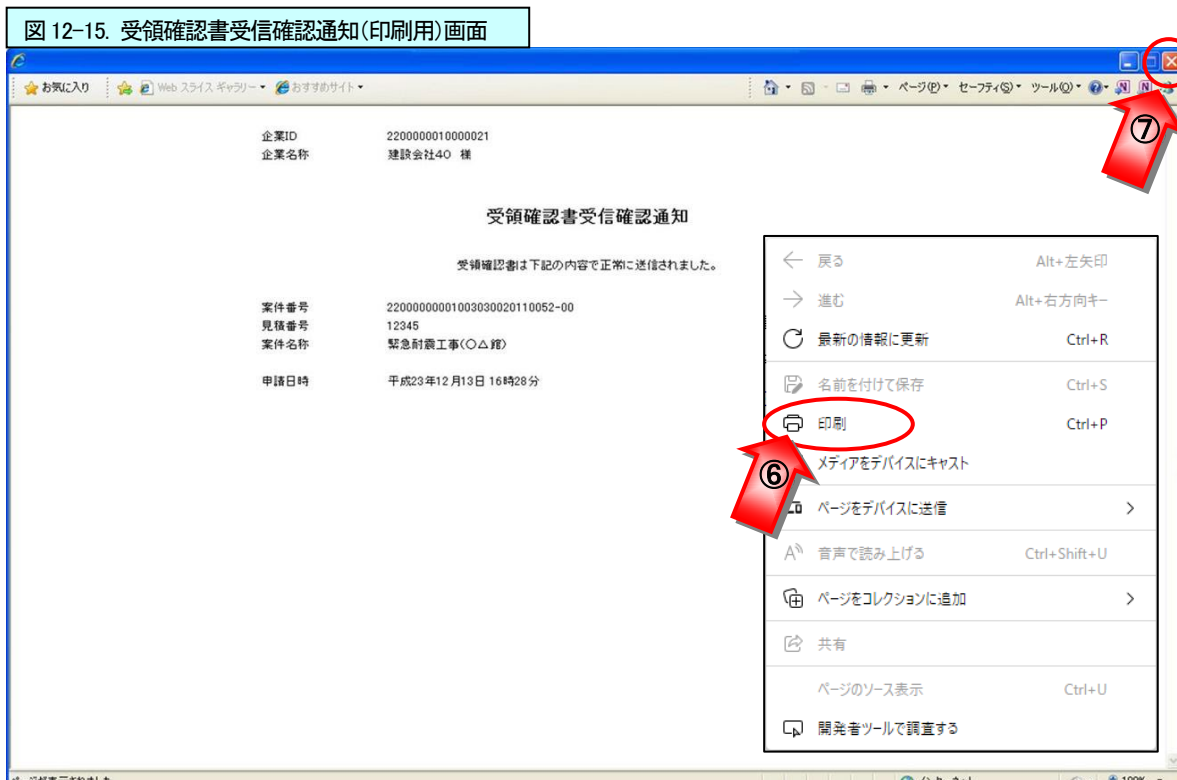 図 12-15. 受領確認書受信確認通知(印刷用)画面
お気に入り Web スライス ギャラリー おすすめサイト ページ(P) セーフティ(S) ツール(O)
⑦
企業ID 2200000010000021
企業名称 建設会社40 様
受領確認書受信確認通知
受領確認書は下記の内容で正常に送信されました。
案件番号 22000000001003030020110052-00
見積番号 12345
案件名称 緊急耐震工事(○△館)
申請日時 平成23年12月13日 16時28分
戻る Alt+左矢印
進む Alt+右方向キー
最新の情報に更新 Ctrl+R
名前を付けて保存 Ctrl+S
印刷 Ctrl+P
⑥
メディアをデバイスにキャスト
ページをデバイスに送信
音声で読み上げる Ctrl+Shift+U
ページをコレクションに追加
共有
ページのソース表示 Ctrl+U
開発者ツールで調査する